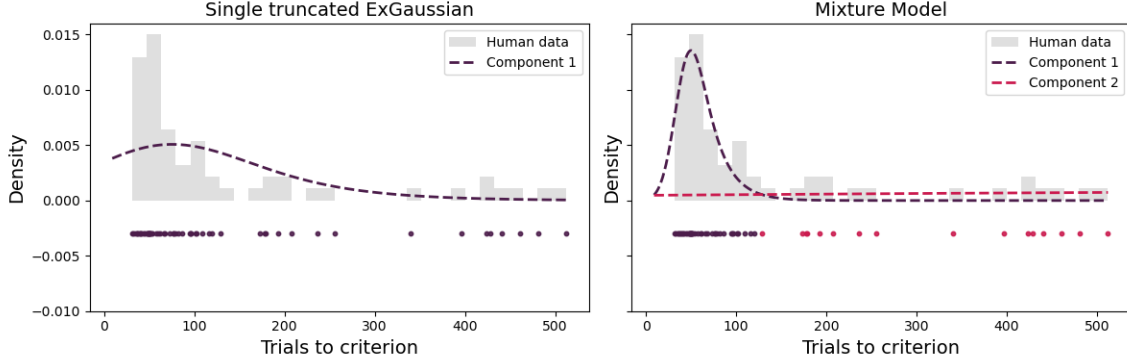 Single truncated ExGaussian
0.015
0.010
0.005
0.000
−0.005
−0.010
Density
Human data
Component 1
0
100
200
300
400
500
Trials to criterion
Mixture Model
Density
Human data
Component 1
Component 2
0
100
200
300
400
500
Trials to criterion